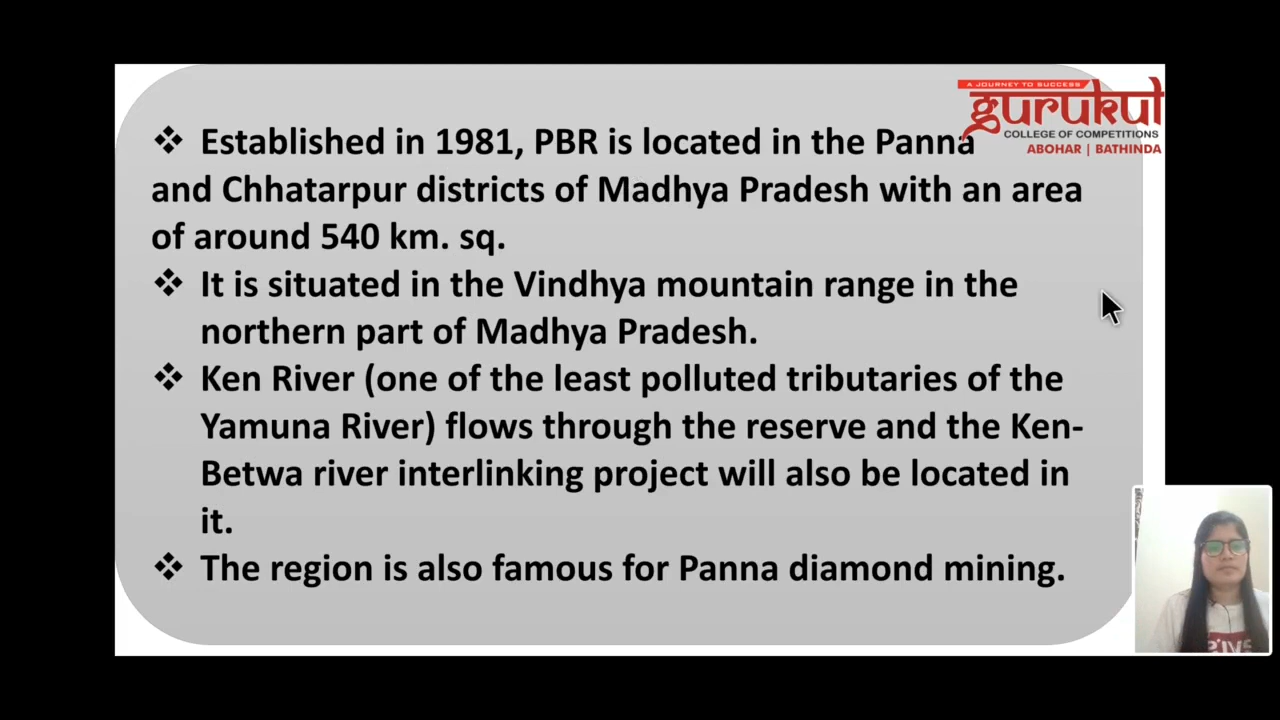 A JOURNEY TO SUCCESS
gurukul
COLLEGE OF COMPETITIONS
ABOHAR | BATHINDA
❖ Established in 1981, PBR is located in the Panna
and Chhatarpur districts of Madhya Pradesh with an area
of around 540 km. sq.
❖ It is situated in the Vindhya mountain range in the
northern part of Madhya Pradesh.
❖ Ken River (one of the least polluted tributaries of the
Yamuna River) flows through the reserve and the Ken-
Betwa river interlinking project will also be located in
it.
❖ The region is also famous for Panna diamond mining.